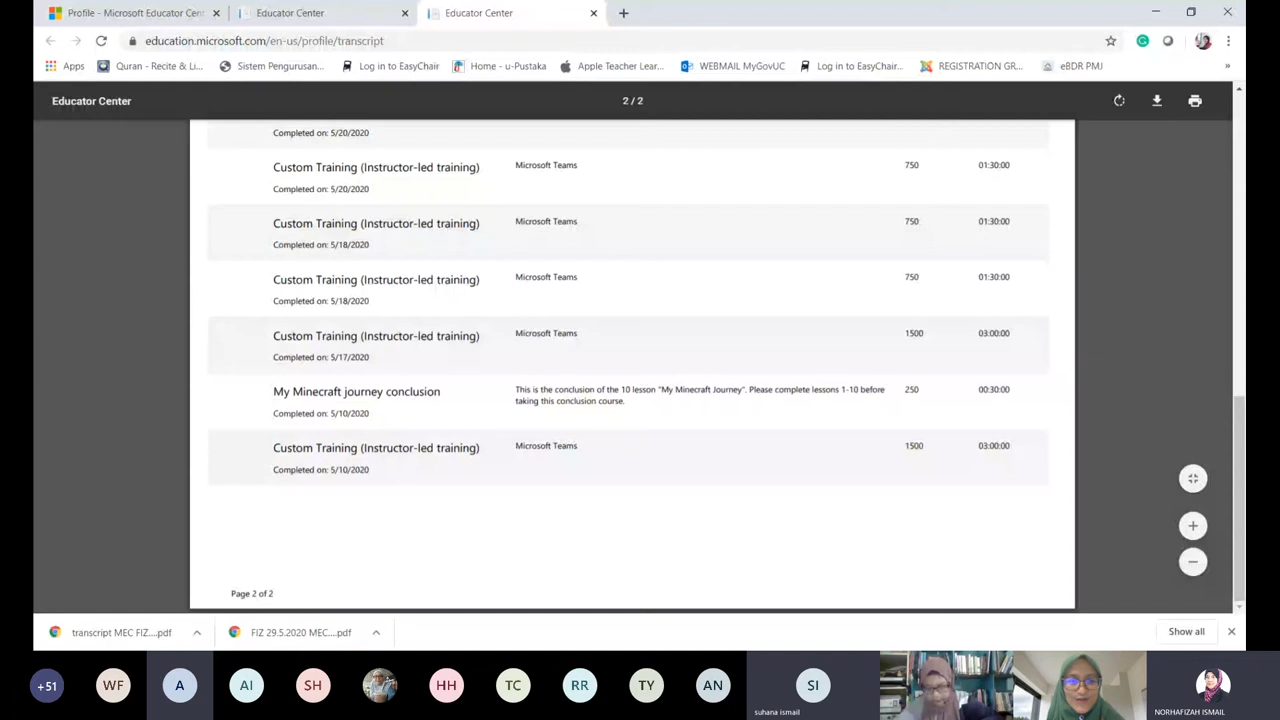 Profile - Microsoft Educator Cent
Educator Center
Educator Center
education.microsoft.com/en-us/profile/transcript
Apps
Quran - Recite & Li...
Sistem Pengurusan...
Log in to EasyChair
Home - u-Pustaka
Apple Teacher Lear...
WEBMAIL MyGovUC
Log in to EasyChair...
REGISTRATION GR...
eBDR PMJ
»
Educator Center
2 / 2
Completed on: 5/20/2020
Custom Training (Instructor-led training) Microsoft Teams 750 01:30:00
Completed on: 5/20/2020
Custom Training (Instructor-led training) Microsoft Teams 750 01:30:00
Completed on: 5/18/2020
Custom Training (Instructor-led training) Microsoft Teams 750 01:30:00
Completed on: 5/18/2020
Custom Training (Instructor-led training) Microsoft Teams 1500 03:00:00
Completed on: 5/17/2020
My Minecraft journey conclusion This is the conclusion of the 10 lesson "My Minecraft Journey". Please complete lessons 1-10 before 250 00:30:00
taking this conclusion course.
Completed on: 5/10/2020
Custom Training (Instructor-led training) Microsoft Teams 1500 03:00:00
Completed on: 5/10/2020
Page 2 of 2
transcript MEC FIZ....pdf
FIZ 29.5.2020 MEC....pdf
Show all
+51
WF
A
AI
SH
HH
TC
RR
TY
AN
SI
suhana ismail
NORHAFIZAH ISMAIL